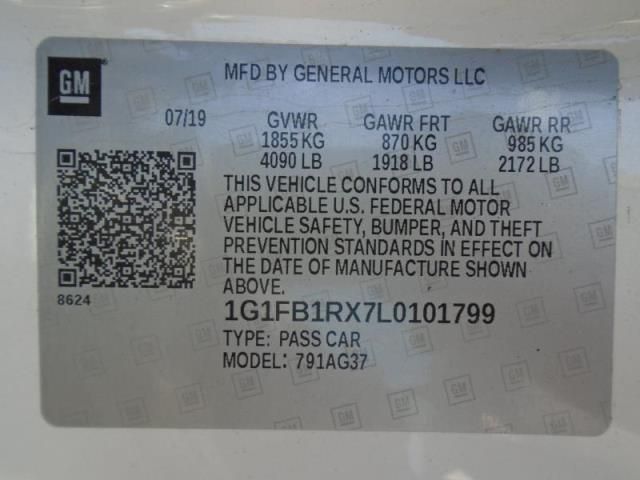 GM
MFD BY GENERAL MOTORS LLC
07/19 GVWR GAWR FRT GAWR RR
1855 KG 870 KG 985 KG
4090 LB 1918 LB 2172 LB
THIS VEHICLE CONFORMS TO ALL
APPLICABLE U.S. FEDERAL MOTOR
VEHICLE SAFETY, BUMPER, AND THEFT
PREVENTION STANDARDS IN EFFECT ON
THE DATE OF MANUFACTURE SHOWN
ABOVE.
8624
1G1FB1RX7L0101799
TYPE: PASS CAR
MODEL: 791AG37